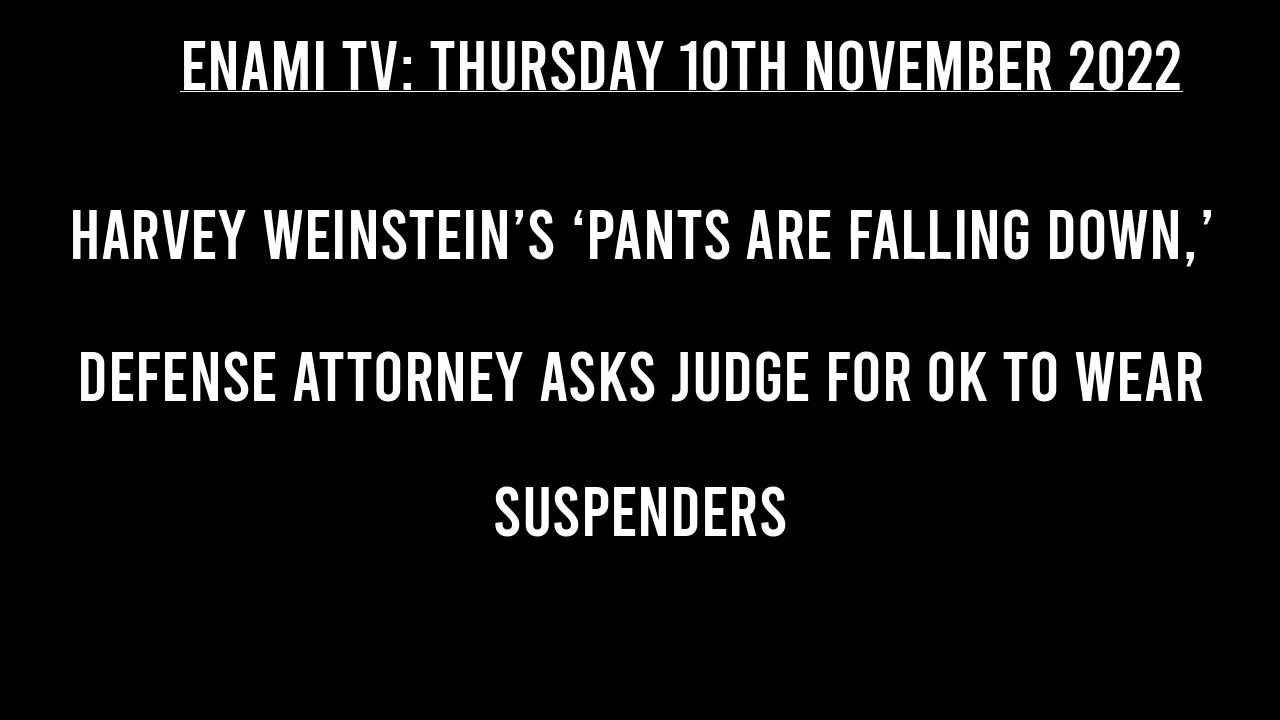 ENAMI TV: THURSDAY 10TH NOVEMBER 2022
HARVEY WEINSTEIN’S ‘PANTS ARE FALLING DOWN,’
DEFENSE ATTORNEY ASKS JUDGE FOR OK TO WEAR
SUSPENDERS